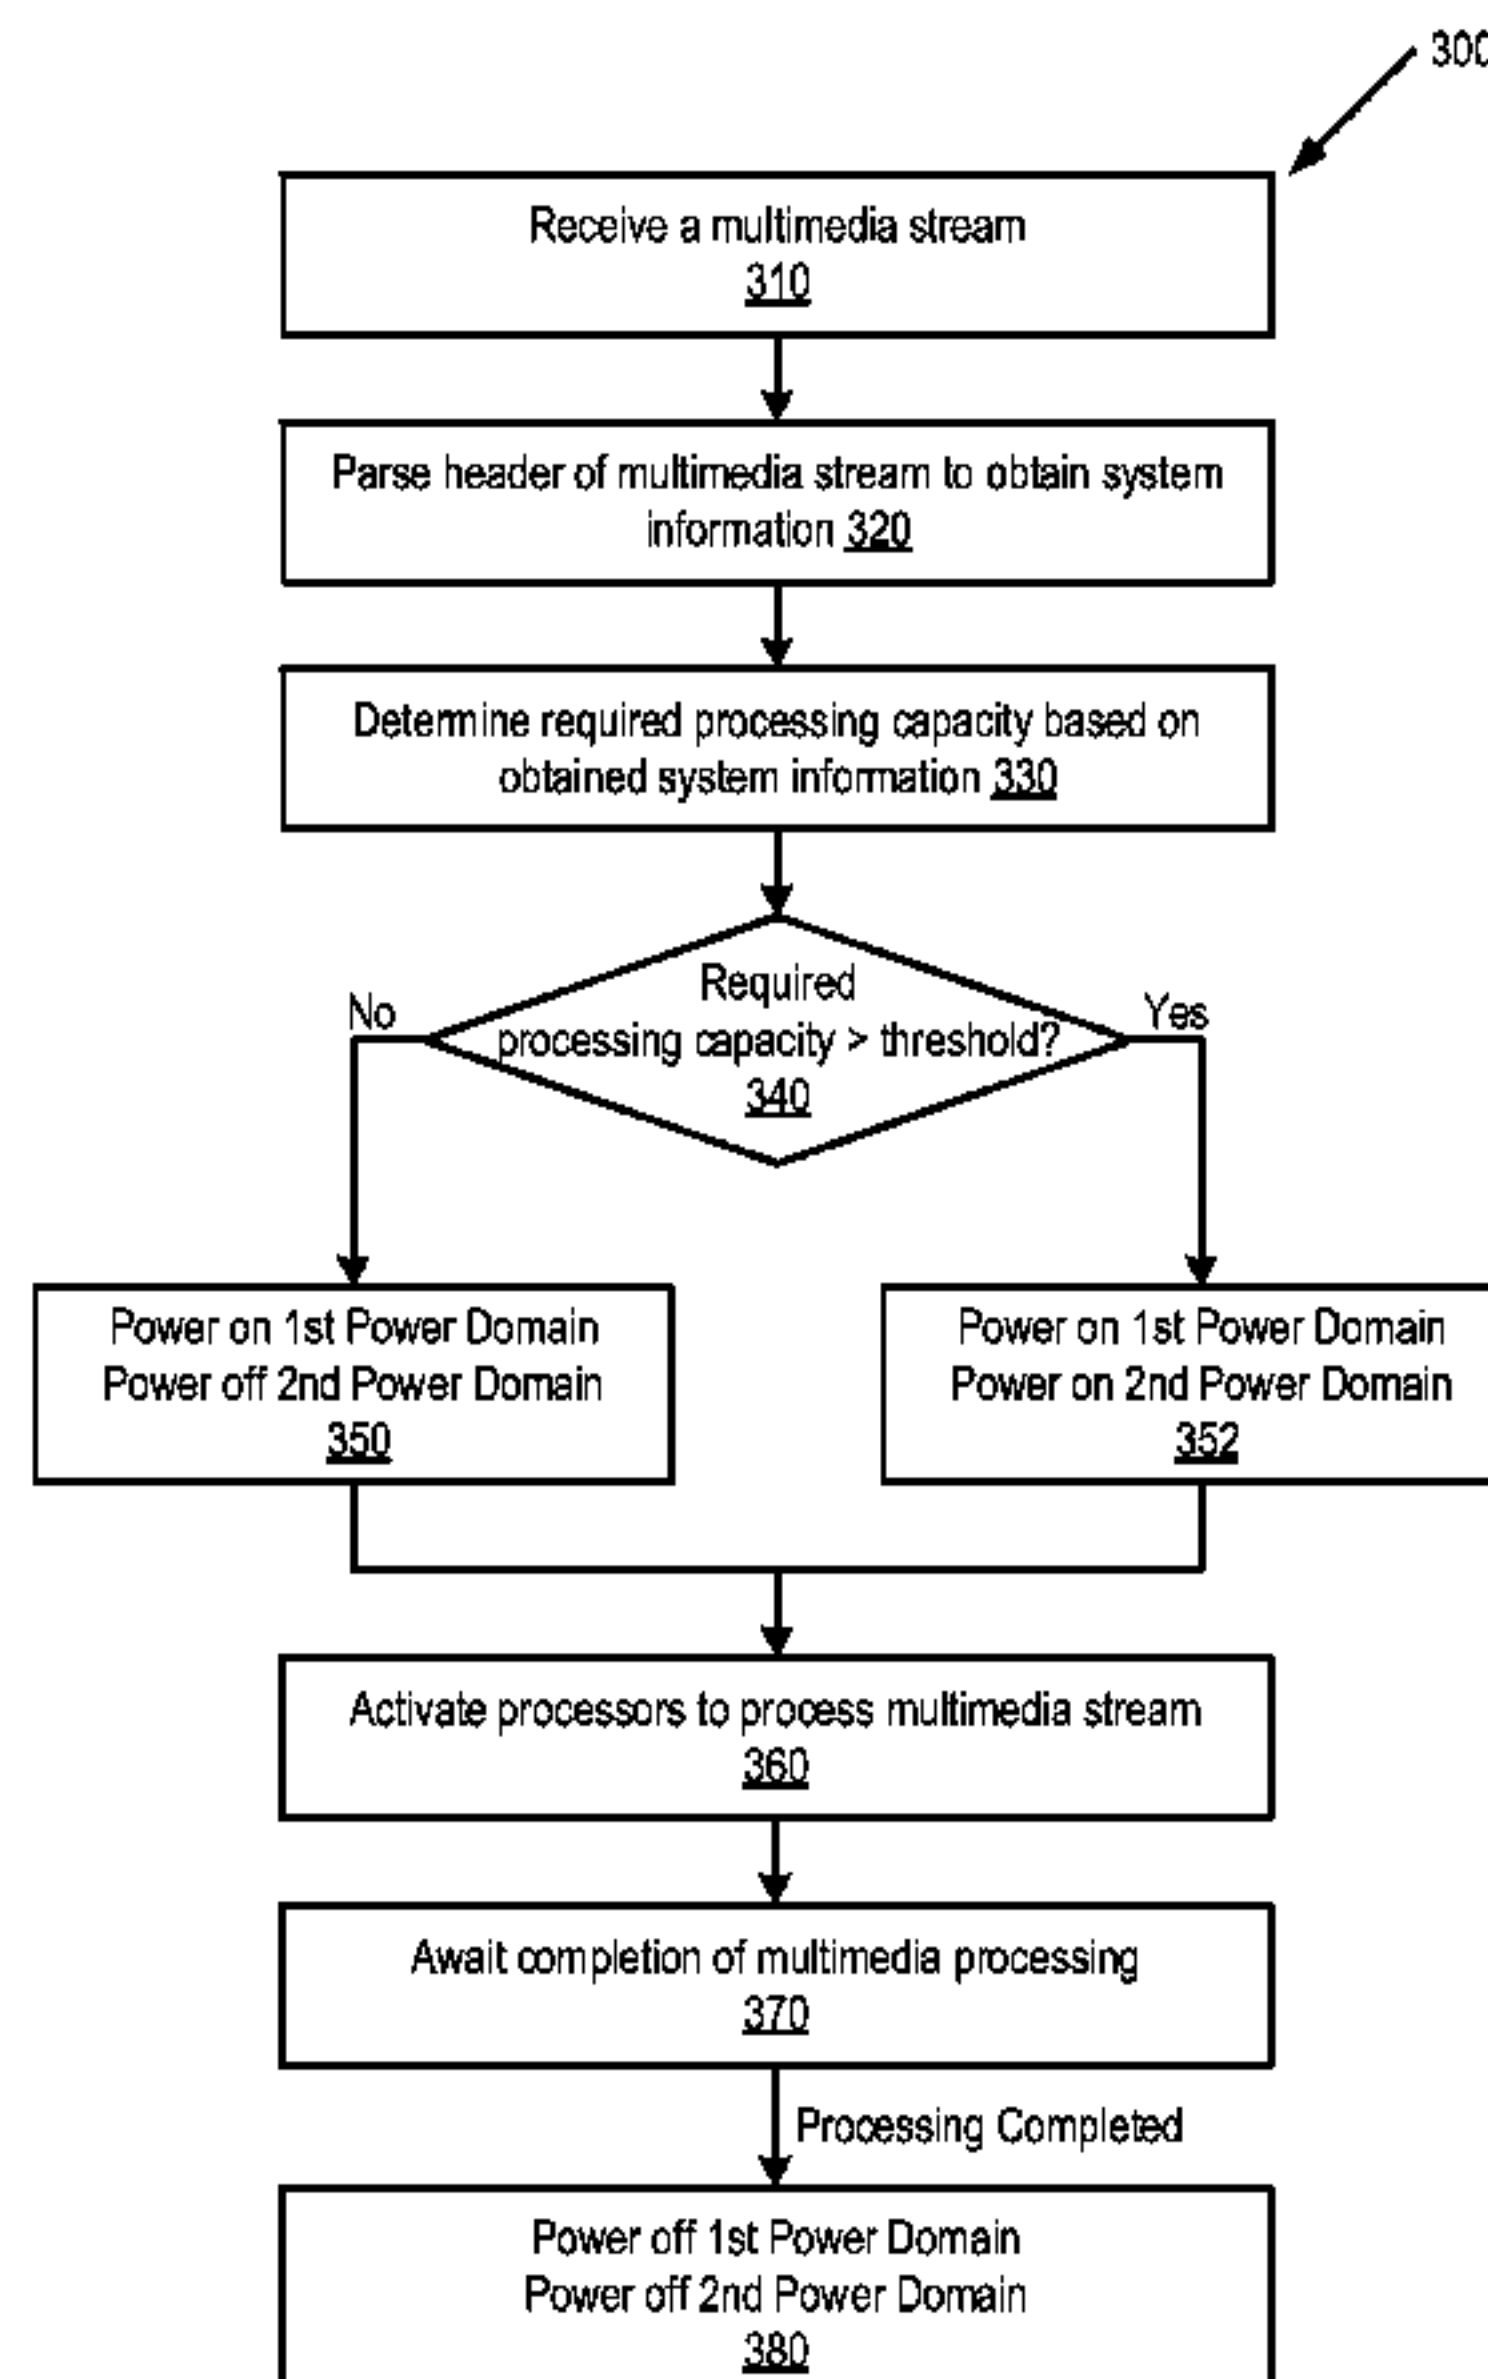 300
Receive a multimedia stream
310
Parse header of multimedia stream to obtain system
information 320
Determine required processing capacity based on
obtained system information 330
Required
processing capacity > threshold?
340
No
Yes
Power on 1st Power Domain
Power off 2nd Power Domain
350
Power on 1st Power Domain
Power on 2nd Power Domain
352
Activate processors to process multimedia stream
360
Await completion of multimedia processing
370
Processing Completed
Power off 1st Power Domain
Power off 2nd Power Domain
380